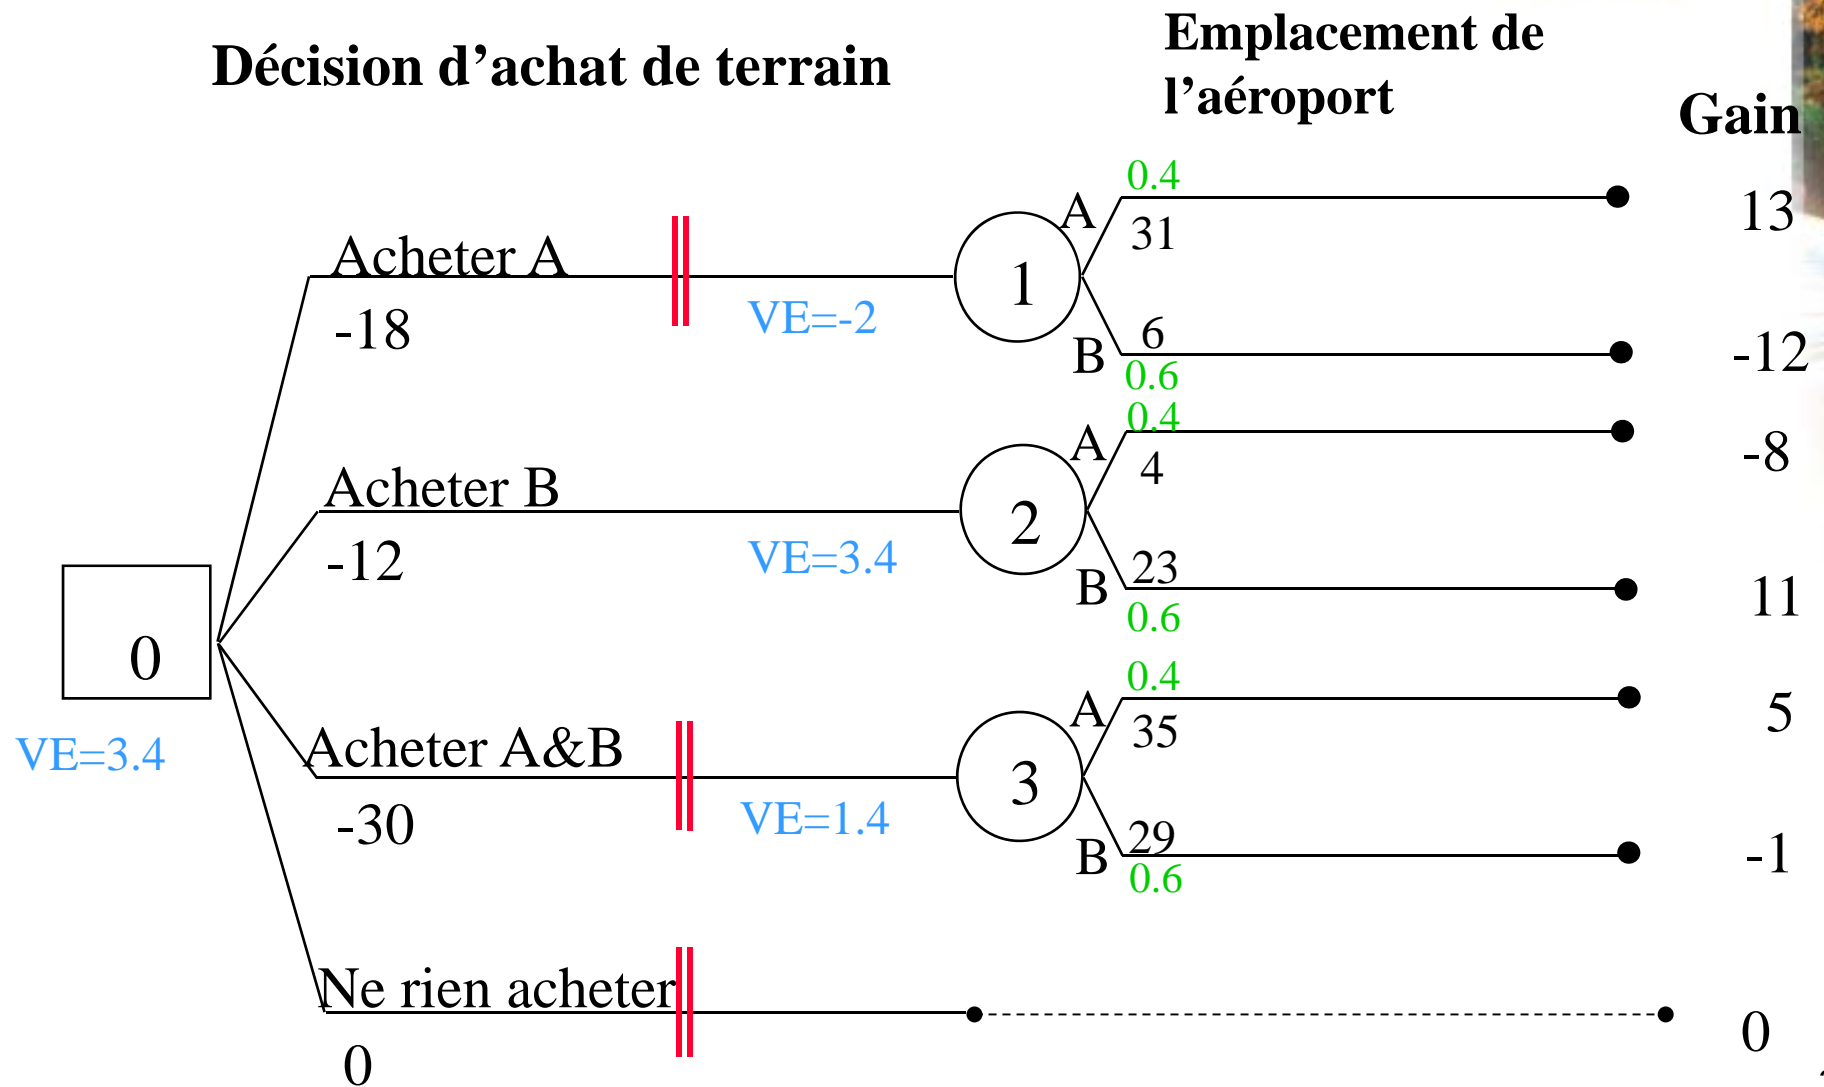 Décision d’achat de terrain
Emplacement de
l’aéroport
Gain
0
VE=3.4
Acheter A
-18
VE=-2
1
A
0.4
31
13
B
6
0.6
-12
Acheter B
-12
VE=3.4
2
A
0.4
4
-8
B
23
0.6
11
Acheter A&B
-30
VE=1.4
3
A
0.4
35
5
B
29
0.6
-1
Ne rien acheter
0
0